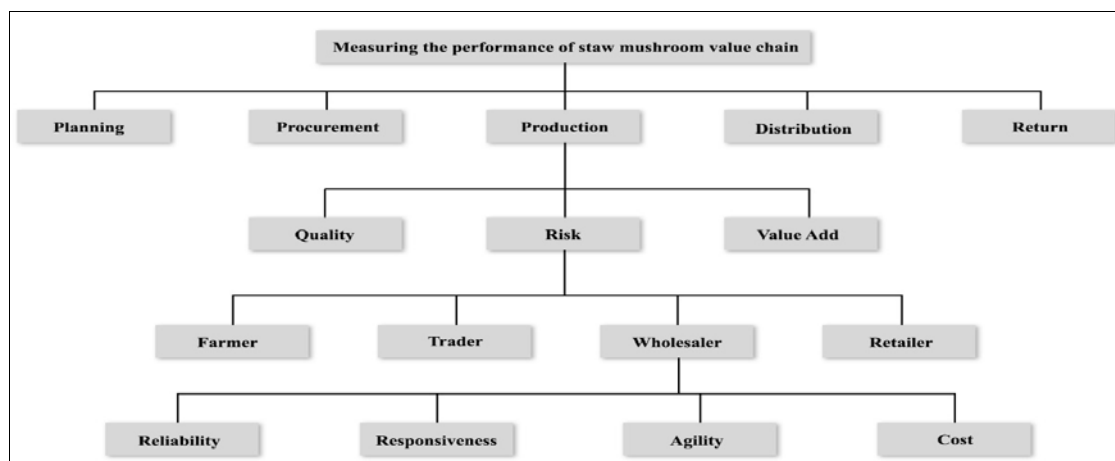 Measuring the performance of staw mushroom value chain
Planning
Procurement
Production
Distribution
Return
Quality
Risk
Value Add
Farmer
Trader
Wholesaler
Retailer
Reliability
Responsiveness
Agility
Cost